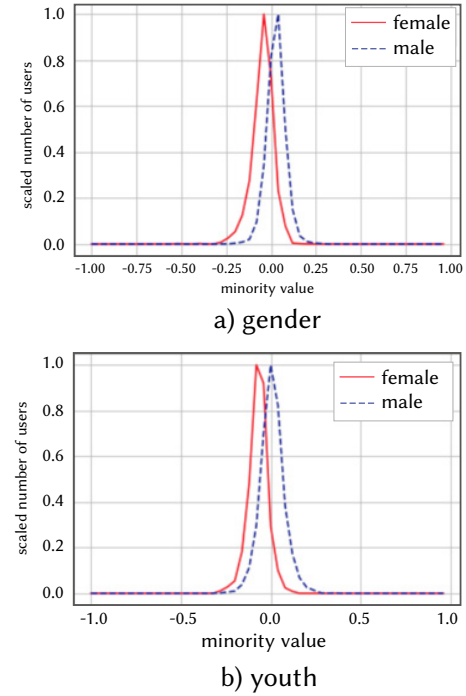 1.0
0.8
0.6
0.4
0.2
0.0
scaled number of users
female
male
-1.00 -0.75 -0.50 -0.25 0.00 0.25 0.50 0.75 1.00
minority value
a) gender
1.0
0.8
0.6
0.4
0.2
0.0
scaled number of users
female
male
-1.0 -0.5 0.0 0.5 1.0
minority value
b) youth